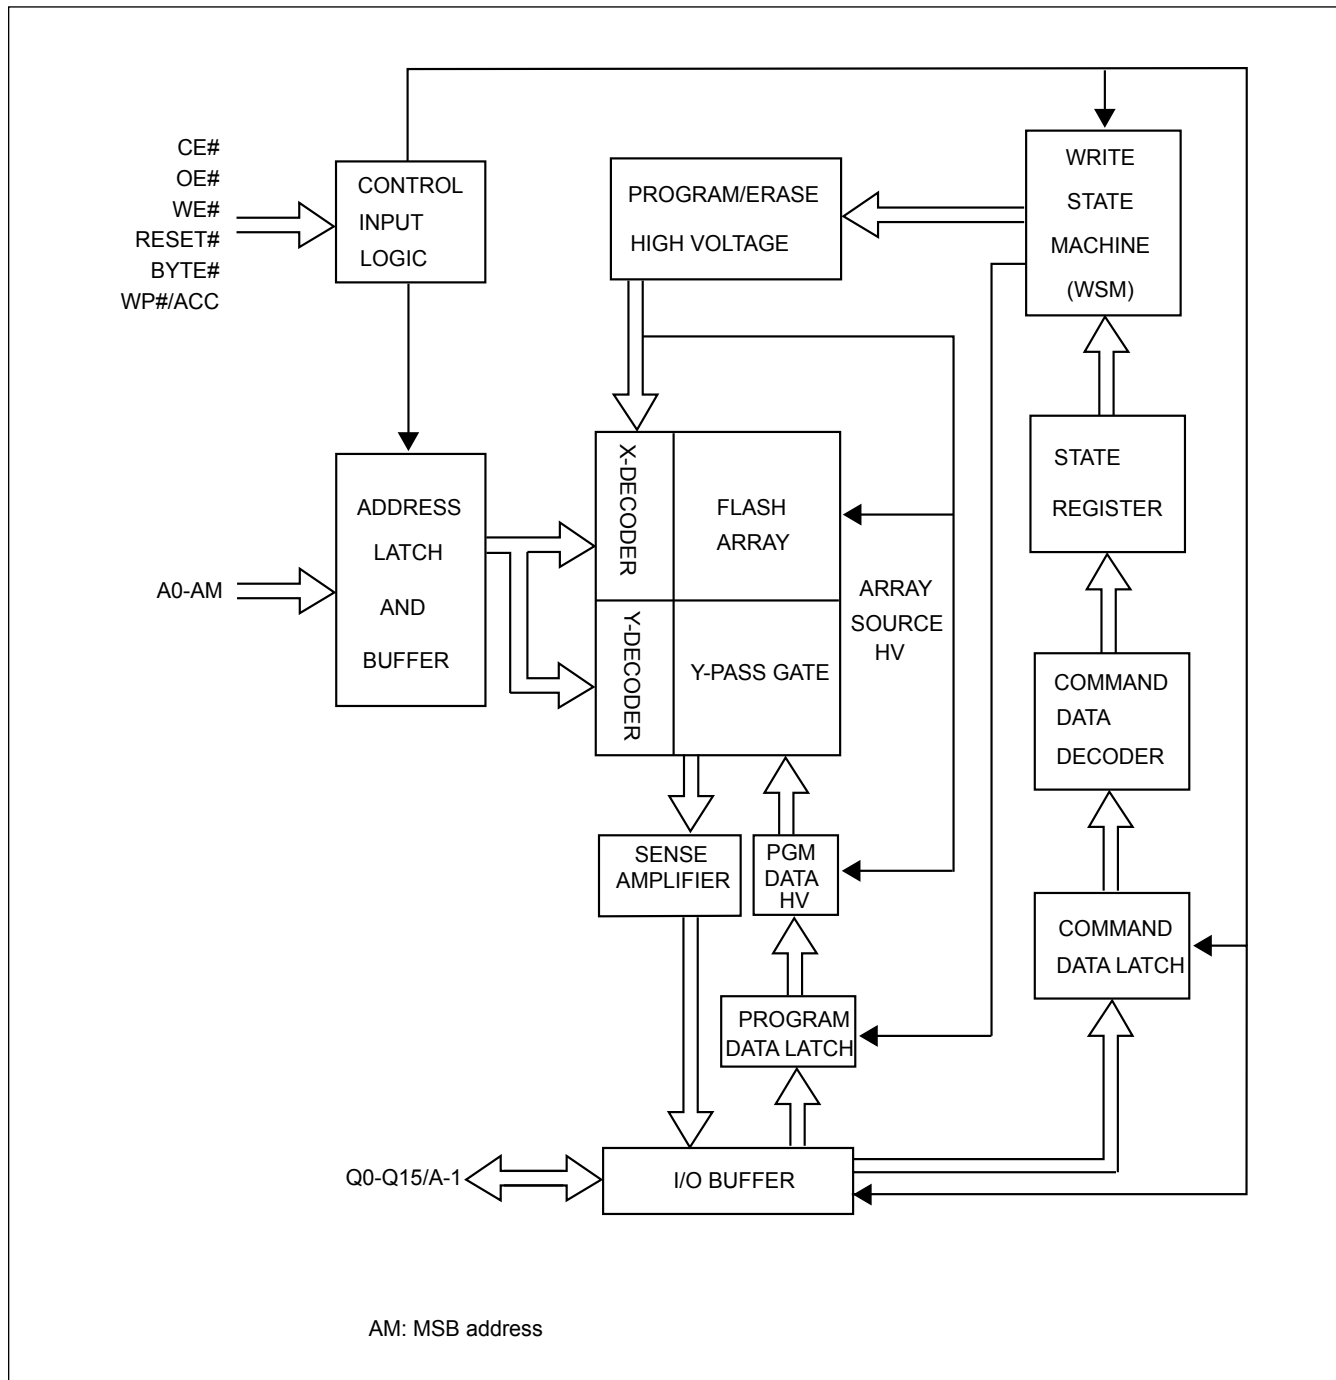 CE#
OE#
WE#
RESET#
BYTE#
WP#/ACC
CONTROL
INPUT
LOGIC
PROGRAM/ERASE
HIGH VOLTAGE
WRITE
STATE
MACHINE
(WSM)
A0-AM
ADDRESS
LATCH
AND
BUFFER
X-DECODER
FLASH
ARRAY
Y-DECODER
Y-PASS GATE
ARRAY
SOURCE
HV
STATE
REGISTER
COMMAND
DATA
DECODER
SENSE
AMPLIFIER
PGM
DATA
HV
COMMAND
DATA LATCH
PROGRAM
DATA LATCH
Q0-Q15/A-1
I/O BUFFER
AM: MSB address